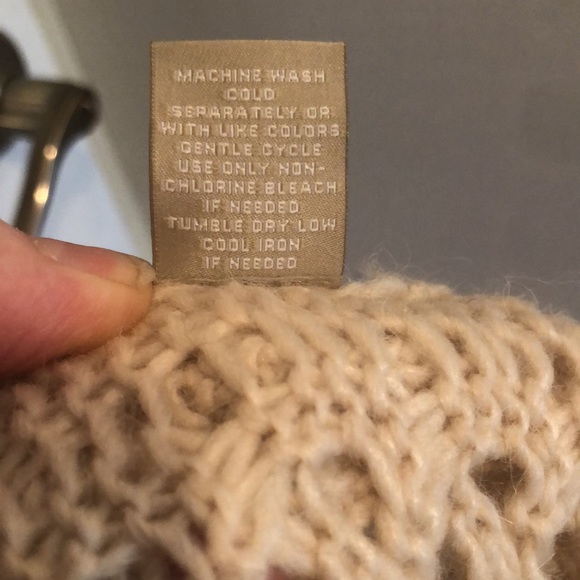 MACHINE WASH
COLD
SEPARATELY OR
WITH LIKE COLORS
GENTLE CYCLE
USE ONLY NON-
CHLORINE BLEACH
IF NEEDED
TUMBLE DRY LOW
COOL IRON
IF NEEDED